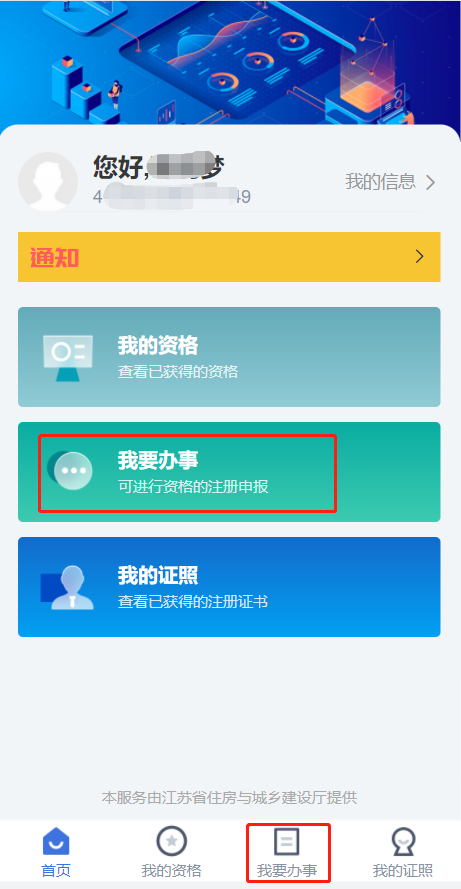 您好,梦
我的信息
4 49
通知
我的资格
查看已获得的资格
我要办事
可进行资格的注册申报
我的证照
查看已获得的注册证书
本服务由江苏省住房与城乡建设厅提供
首页
我的资格
我要办事
我的证照